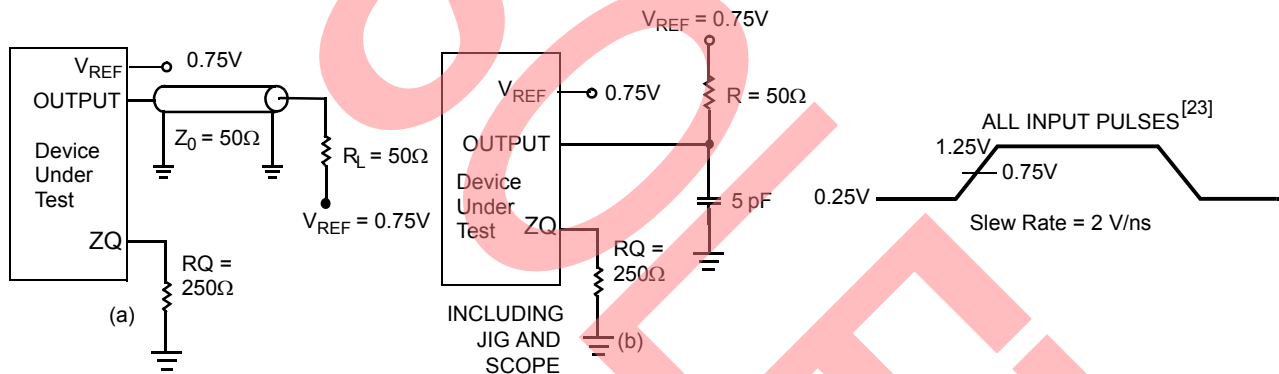 V_REF
0.75V
OUTPUT
Z0 = 50Ω
Device
Under
Test
RL = 50Ω
VREF = 0.75V
ZQ
RQ =
250Ω
(a)
VREF = 0.75V
VREF
0.75V
R = 50Ω
OUTPUT
Device
Under
Test
5 pF
ZQ
RQ =
250Ω
INCLUDING
JIG AND
SCOPE
(b)
ALL INPUT PULSES[23]
1.25V
0.75V
0.25V
Slew Rate = 2 V/ns